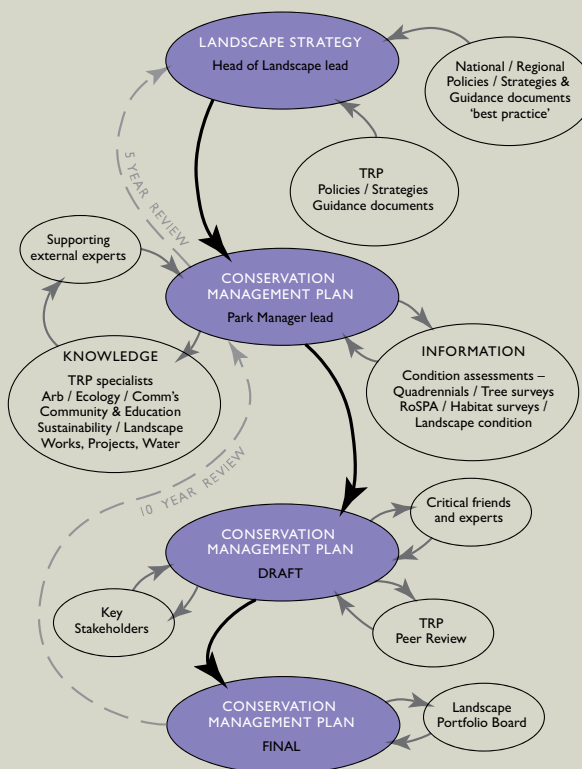 LANDSCAPE STRATEGY
Head of Landscape lead
National / Regional
Policies / Strategies &
Guidance documents
‘best practice’
TRP
Policies / Strategies
Guidance documents
5 YEAR REVIEW
Supporting
external experts
CONSERVATION
MANAGEMENT PLAN
Park Manager lead
KNOWLEDGE
TRP specialists
Arb / Ecology / Comm’s
Community & Education
Sustainability / Landscape
Works, Projects, Water
INFORMATION
Condition assessments –
Quadrennials / Tree surveys
RoSPA / Habitat surveys /
Landscape condition
10 YEAR REVIEW
Critical friends
and experts
CONSERVATION
MANAGEMENT PLAN
DRAFT
Key
Stakeholders
TRP
Peer Review
CONSERVATION
MANAGEMENT PLAN
FINAL
Landscape
Portfolio Board